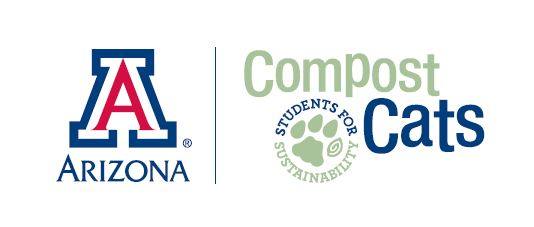 A
®
ARIZONA
Compost
Cats
STUDENTS FOR
SUSTAINABILITY